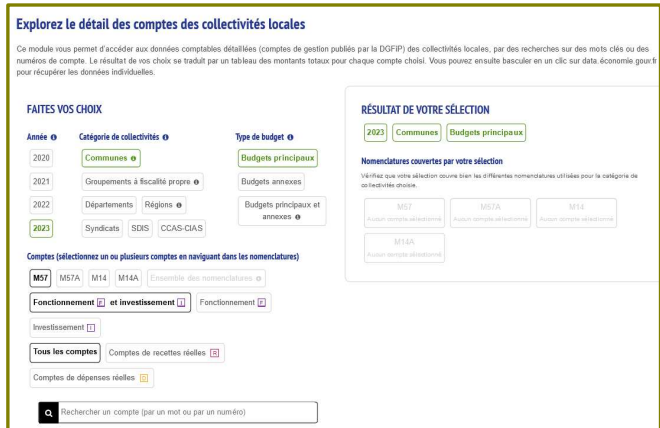 Explorez le détail des comptes des collectivités locales
Ce module vous permet d'accéder aux données comptables détaillées (comptes de gestion publiés par la DGFIP) des collectivités locales, par des recherches sur des mots clés ou des
numéros de compte. Le résultat de vos choix se traduit par un tableau des montants totaux pour chaque compte choisi. Vous pouvez ensuite basculer en un clic sur data.économie.gouv.fr
pour récupérer les données individuelles.
FAITES VOS CHOIX
Année
Catégorie de collectivités
Type de budget
2020
Communes
Budgets principaux
2021
Groupements à fiscalité propre
Budgets annexes
2022
Départements
Régions
Budgets principaux et
annexes
2023
Syndicats
SDIS
CCAS-CIAS
Comptes (sélectionnez un ou plusieurs comptes en naviguant dans les nomenclatures)
M57
M57A
M14
M14A
Ensemble des nomenclatures
Fonctionnement F et investissement I
Fonctionnement F
Investissement I
Tous les comptes
Comptes de recettes réelles R
Comptes de dépenses réelles D
Rechercher un compte (par un mot ou par un numéro)
RÉSULTAT DE VOTRE SÉLECTION
2023
Communes
Budgets principaux
Nomenclatures couvertes par votre sélection
Vérifiez que votre sélection couvre bien les différentes nomenclatures utilisées pour la catégorie de
collectivités choisie.
M57
Aucun compte sélectionné
M57A
Aucun compte sélectionné
M14
Aucun compte sélectionné
M14A
Aucun compte sélectionné